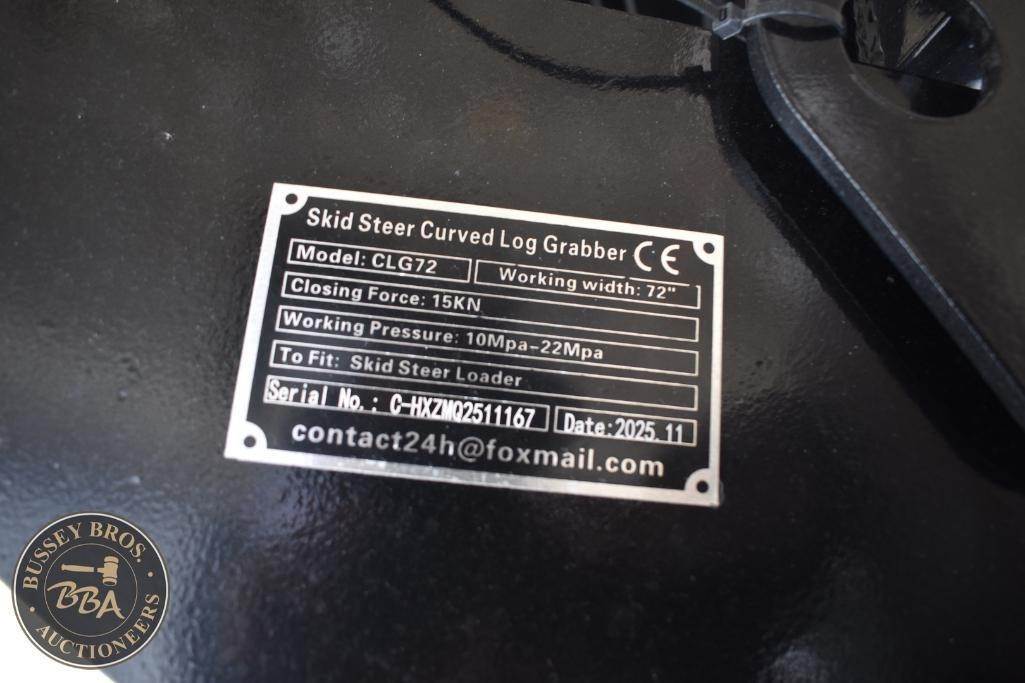 Skid Steer Curved Log Grabber CE
Model: CLG72 Working width: 72"
Closing Force: 15KN
Working Pressure: 10Mpa-22Mpa
To Fit: Skid Steer Loader
Serial No.: C-HXZMQ2511167 Date:2025.11
contact24h@foxmail.com
BUSSEY BROS.
BBA
AUCTIONEERS